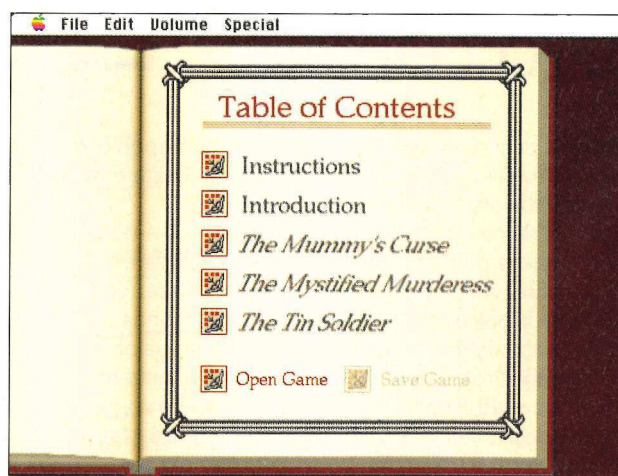 File Edit Volume Special
Table of Contents
Instructions
Introduction
The Mummy's Curse
The Mystified Murderess
The Tin Soldier
Open Game Save Game